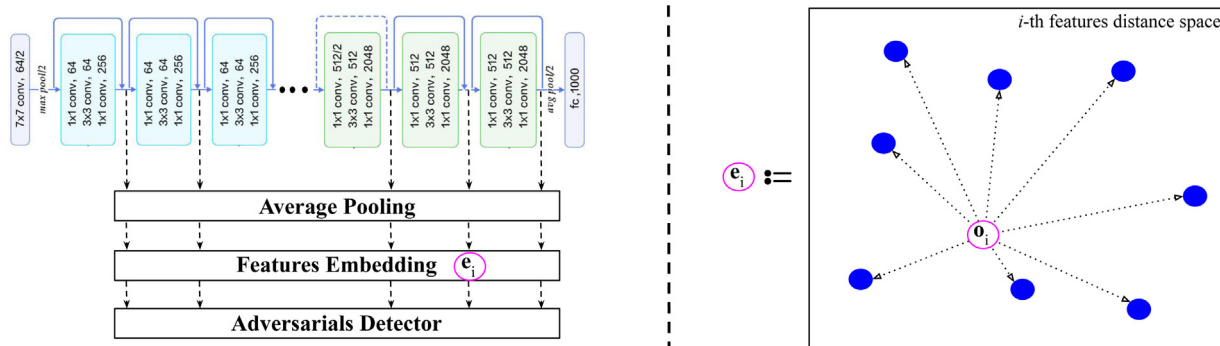 7x7 conv, 64/2
max pool/2
1x1 conv, 64
3x3 conv, 64
1x1 conv, 256
1x1 conv, 64
3x3 conv, 64
1x1 conv, 256
1x1 conv, 64
3x3 conv, 64
1x1 conv, 256
1x1 conv, 512/2
3x3 conv, 512
1x1 conv, 2048
1x1 conv, 512
3x3 conv, 512
1x1 conv, 2048
1x1 conv, 512
3x3 conv, 512
1x1 conv, 2048
avg pool/2
fc,1000
Average Pooling
Features Embedding e_i
Adversarials Detector
e_i :=
i-th features distance space
o_i